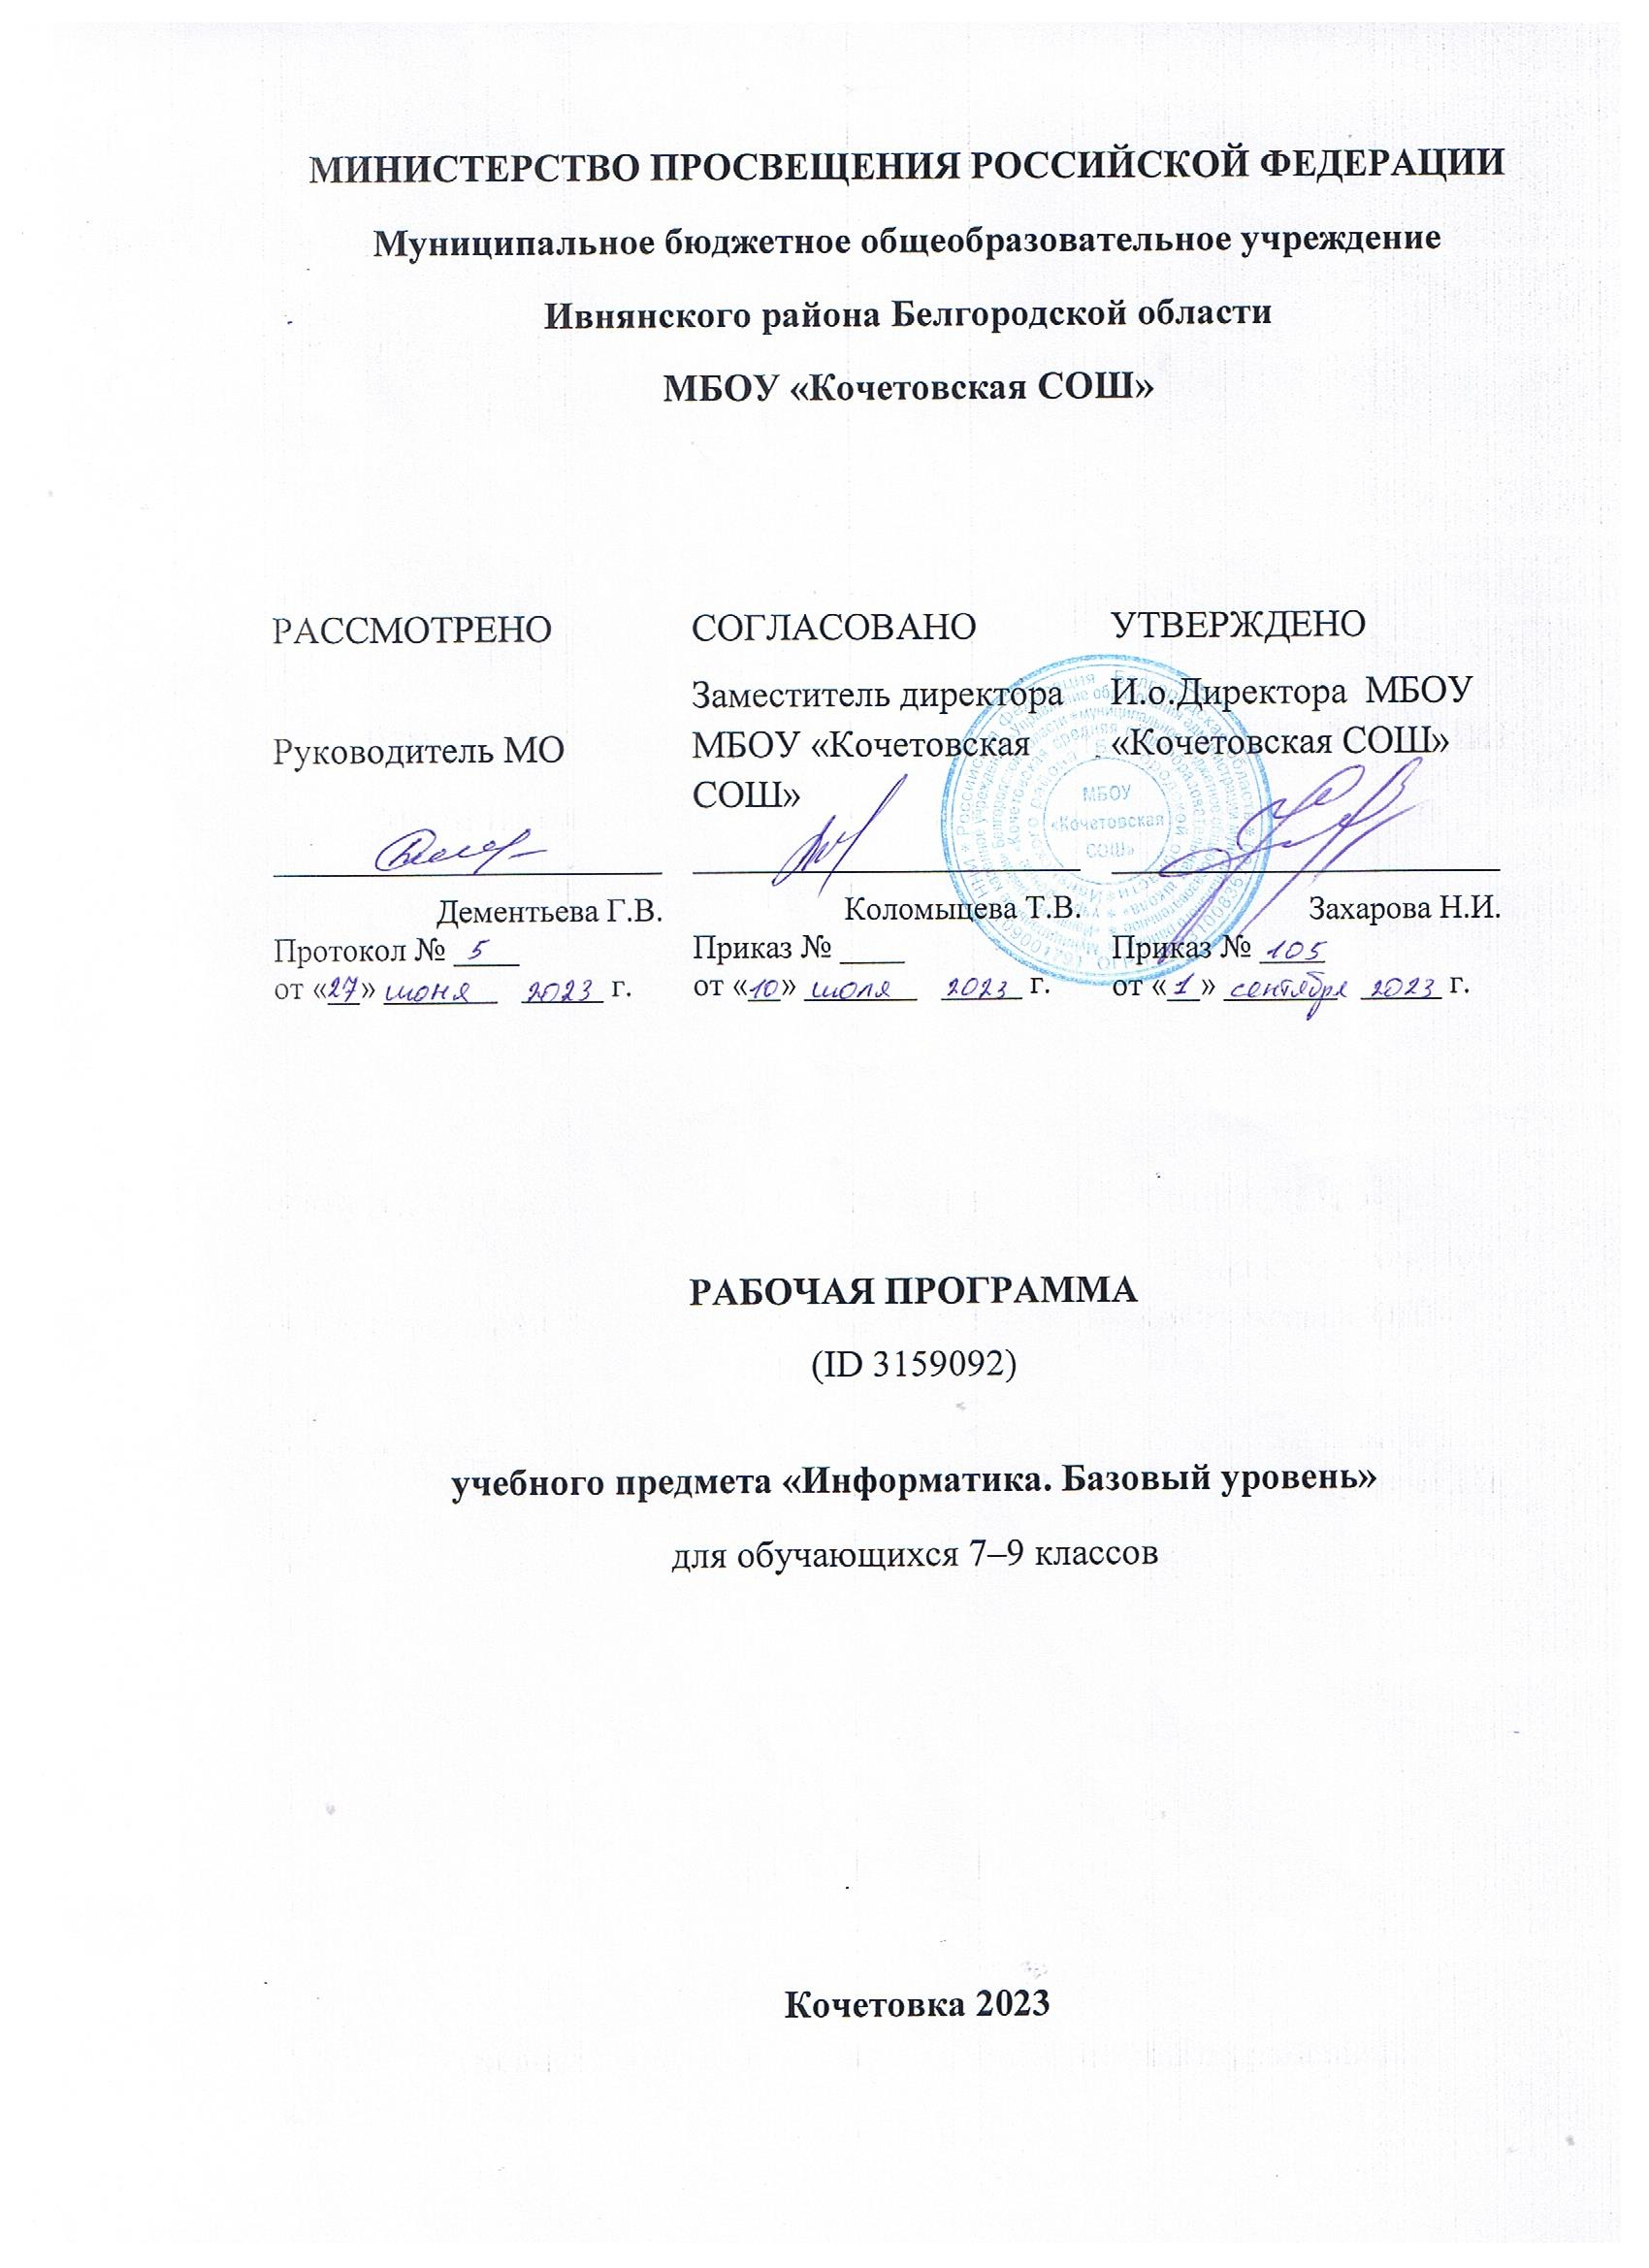 МИНИСТЕРСТВО ПРОСВЕЩЕНИЯ РОССИЙСКОЙ ФЕДЕРАЦИИ
Муниципальное бюджетное общеобразовательное учреждение
Ивнянского района Белгородской области
МБОУ «Кочетовская СОШ»
РАССМОТРЕНО
Руководитель МО
Дементьева Г.В.
Протокол № 5
от «27» июня 2023 г.
СОГЛАСОВАНО
Заместитель директора
МБОУ «Кочетовская
СОШ»
Коломыцева Т.В.
Приказ № ____
от «10» июля 2023 г.
УТВЕРЖДЕНО
И.о.Директора МБОУ
«Кочетовская СОШ»
Захарова Н.И.
Приказ № 105
от «1» сентября 2023 г.
МБОУ
«Кочетовская
СОШ»
РАБОЧАЯ ПРОГРАММА
(ID 3159092)
учебного предмета «Информатика. Базовый уровень»
для обучающихся 7–9 классов
Кочетовка 2023